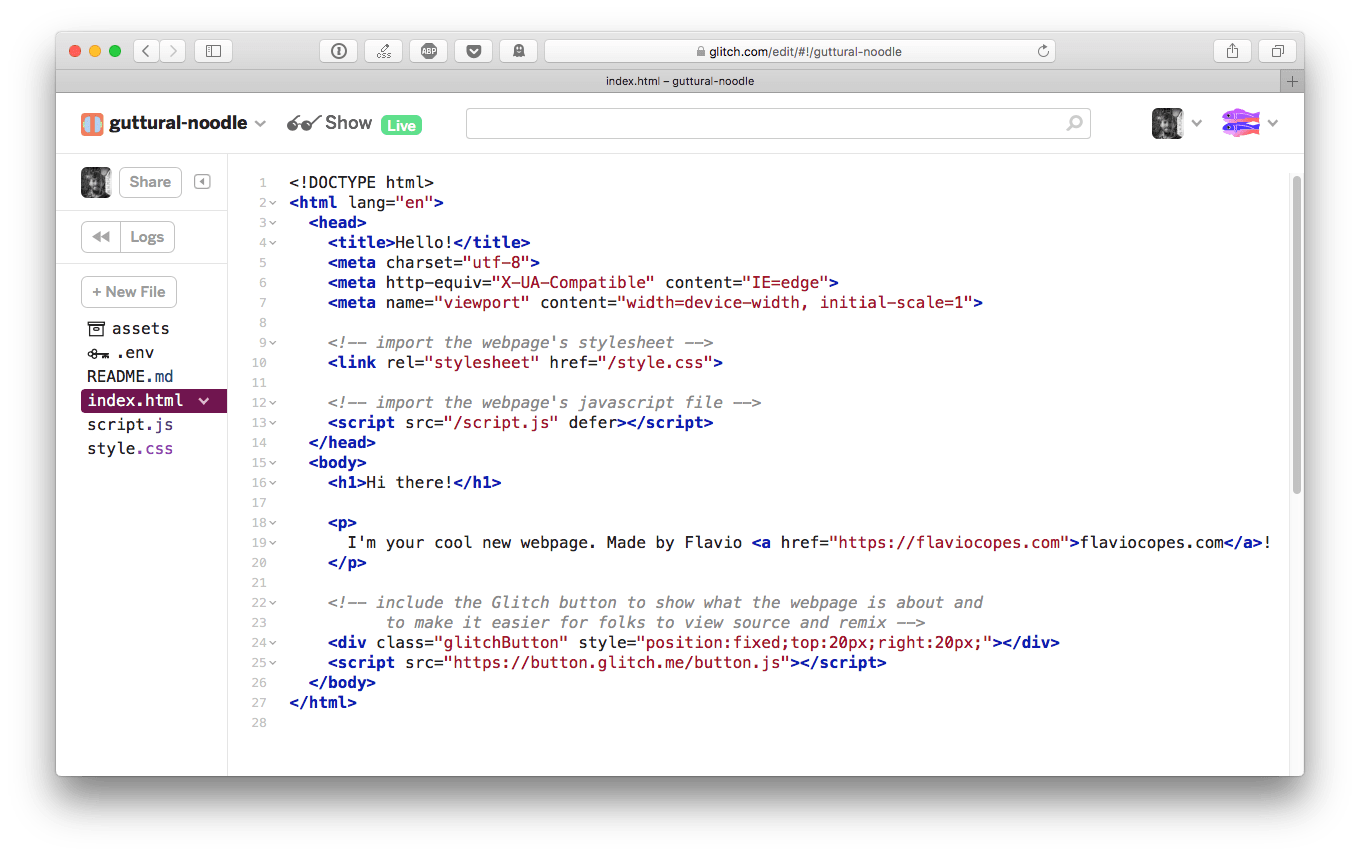 css
ABP
glitch.com/edit/#!/guttural-noodle
index.html – guttural-noodle
guttural-noodle
Show
Live
Share
Logs
+ New File
assets
.env
README.md
index.html
script.js
style.css
1 <!DOCTYPE html>
2 <html lang="en">
3   <head>
4     <title>Hello!</title>
5     <meta charset="utf-8">
6     <meta http-equiv="X-UA-Compatible" content="IE=edge">
7     <meta name="viewport" content="width=device-width, initial-scale=1">
8
9     <!-- import the webpage's stylesheet -->
10     <link rel="stylesheet" href="/style.css">
11
12     <!-- import the webpage's javascript file -->
13     <script src="/script.js" defer></script>
14   </head>
15   <body>
16     <h1>Hi there!</h1>
17
18     <p>
19       I'm your cool new webpage. Made by Flavio <a href="https://flaviocopes.com">flaviocopes.com</a>!
20     </p>
21
22     <!-- include the Glitch button to show what the webpage is about and
23           to make it easier for folks to view source and remix -->
24     <div class="glitchButton" style="position:fixed;top:20px;right:20px;"></div>
25     <script src="https://button.glitch.me/button.js"></script>
26   </body>
27 </html>
28